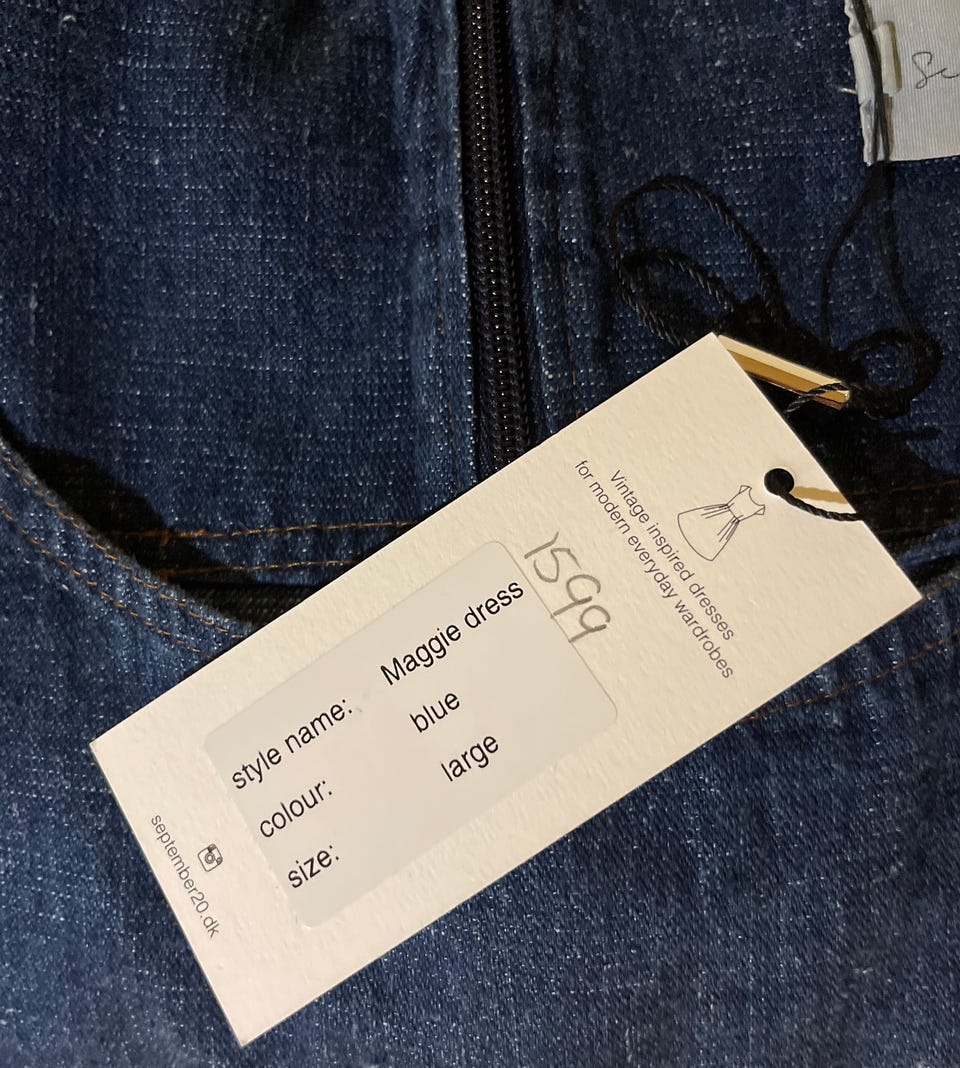 Vintage inspired dresses
for modern everyday wardrobes
1599
style name: Maggie dress
colour: blue
size: large
september20.dk